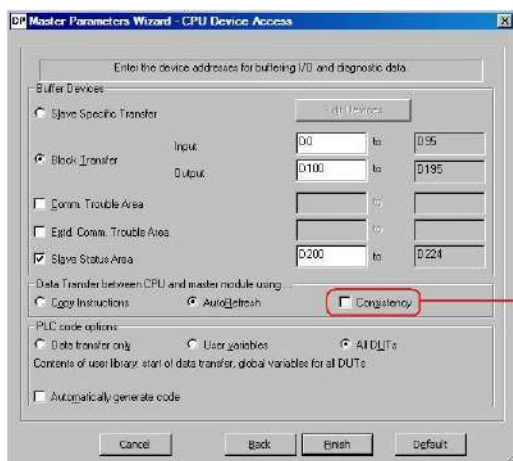 DP Master Parameters Wizard - CPU Device Access
Enter the device addresses for buffering I/O and diagnostic data.
Buffer Devices
Slave Specific Transfer
Edit Devices
Input D0 to D95
Block Transfer
Output D100 to D195
Comm. Trouble Area to
Extd. Comm. Trouble Area to
Slave Status Area D200 to D224
Data Transfer between CPU and master module using...
Copy Instructions AutoRefresh Consistency
PLC code options
Data transfer only User variables All DUTs
Contents of user library: start of data transfer, global variables for all DUTs
Automatically generate code
Cancel Back Finish Default